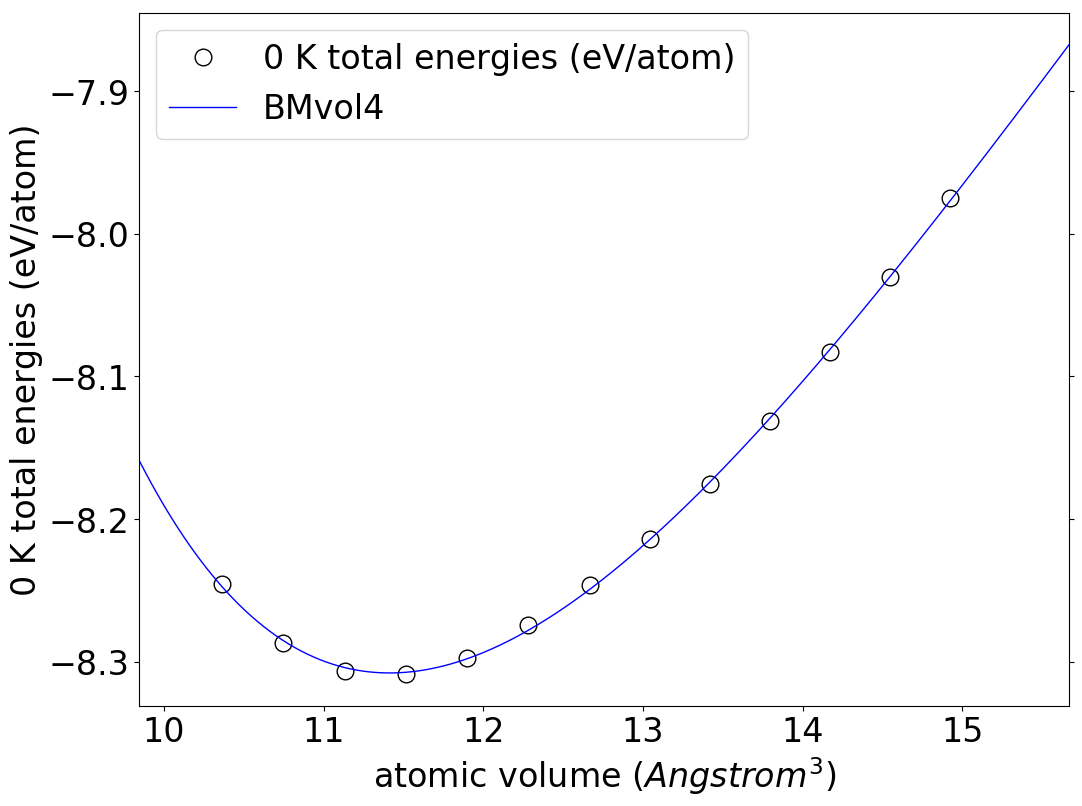 0 K total energies (eV/atom)
BMvol4
0 K total energies (eV/atom)
−7.9
−8.0
−8.1
−8.2
−8.3
10 11 12 13 14 15
atomic volume (Angstrom³)